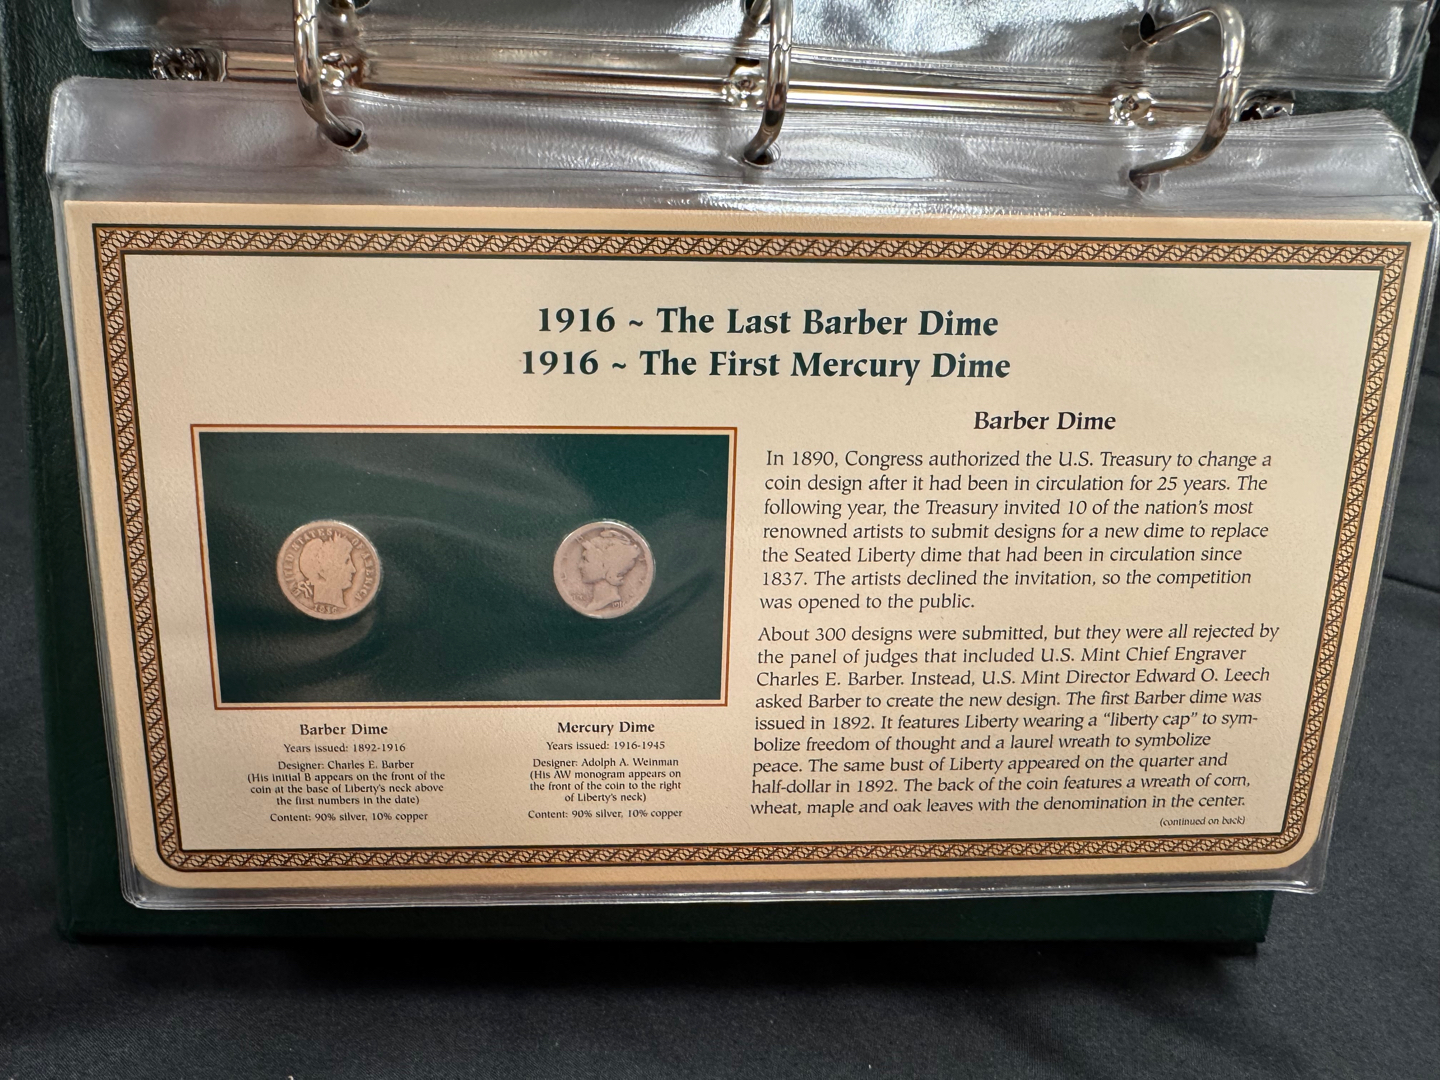 1916 ~ The Last Barber Dime
1916 ~ The First Mercury Dime
UNITED STATES OF AMERICA
1916
Barber Dime
Years issued: 1892-1916
Designer: Charles E. Barber
(His initial B appears on the front of the
coin at the base of Liberty's neck above
the first numbers in the date)
Content: 90% silver, 10% copper
Mercury Dime
Years issued: 1916-1945
Designer: Adolph A. Weinman
(His AW monogram appears on
the front of the coin to the right
of Liberty's neck)
Content: 90% silver, 10% copper
Barber Dime
In 1890, Congress authorized the U.S. Treasury to change a
coin design after it had been in circulation for 25 years. The
following year, the Treasury invited 10 of the nation's most
renowned artists to submit designs for a new dime to replace
the Seated Liberty dime that had been in circulation since
1837. The artists declined the invitation, so the competition
was opened to the public.
About 300 designs were submitted, but they were all rejected by
the panel of judges that included U.S. Mint Chief Engraver
Charles E. Barber. Instead, U.S. Mint Director Edward O. Leech
asked Barber to create the new design. The first Barber dime was
issued in 1892. It features Liberty wearing a "liberty cap" to sym-
bolize freedom of thought and a laurel wreath to symbolize
peace. The same bust of Liberty appeared on the quarter and
half-dollar in 1892. The back of the coin features a wreath of corn,
wheat, maple and oak leaves with the denomination in the center.
(continued on back)